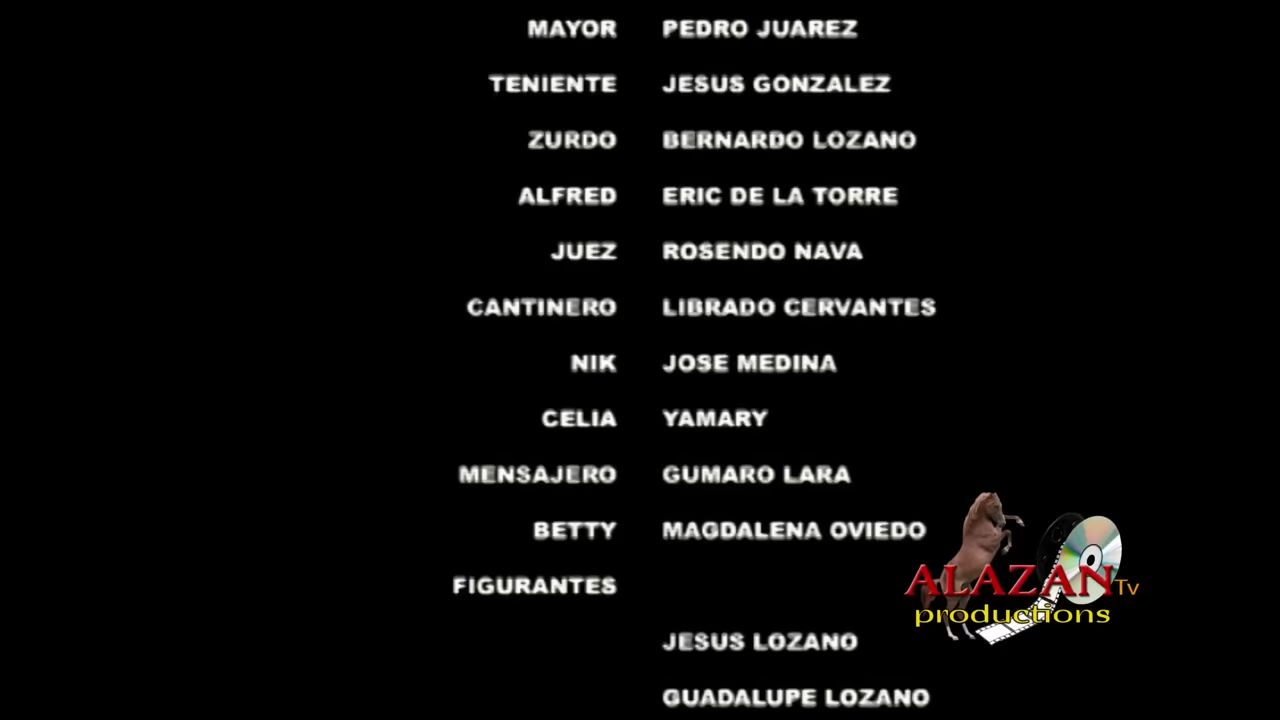 MAYOR PEDRO JUAREZ
TENIENTE JESUS GONZALEZ
ZURDO BERNARDO LOZANO
ALFRED ERIC DE LA TORRE
JUEZ ROSENDO NAVA
CANTINERO LIBRADO CERVANTES
NIK JOSE MEDINA
CELIA YAMARY
MENSAJERO GUMARO LARA
BETTY MAGDALENA OVIEDO
FIGURANTES
ALAZAN Tv
productions
JESUS LOZANO
GUADALUPE LOZANO